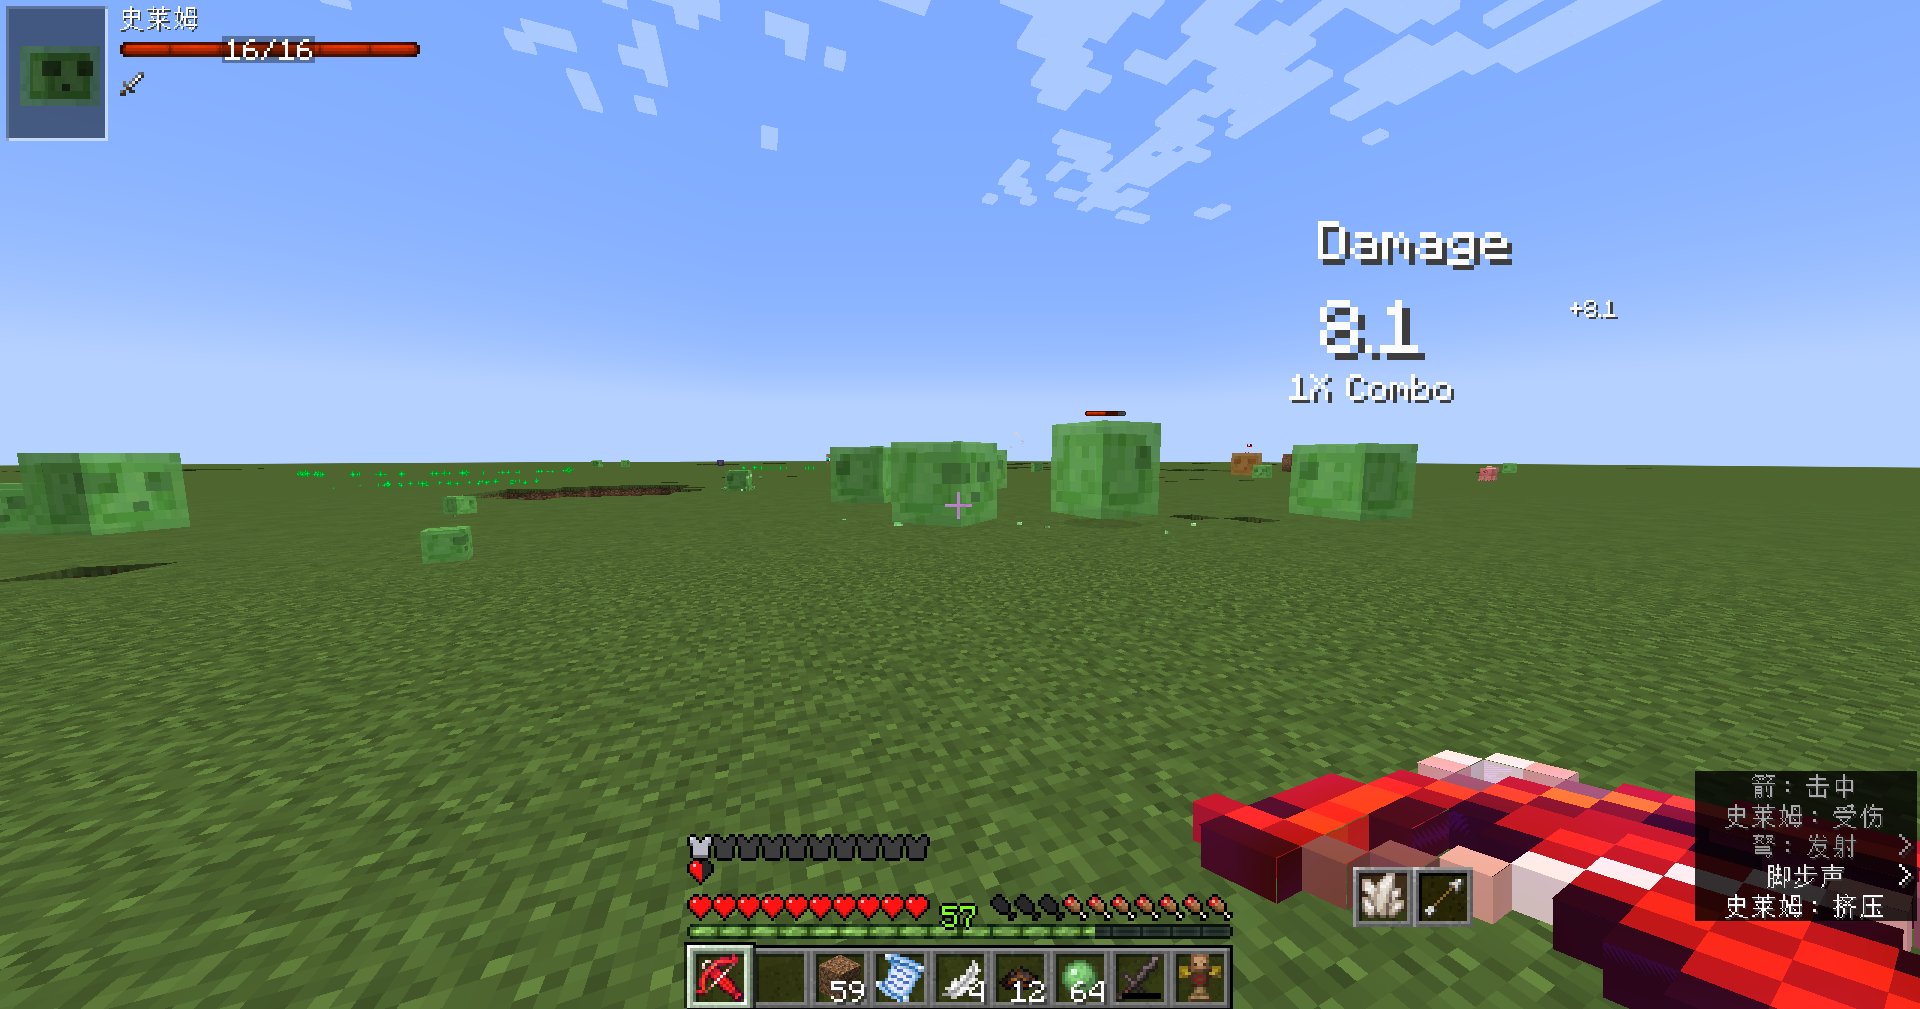 史莱姆
16/16
Damage
8.1
+8.1
1X Combo
箭：击中
史莱姆：受伤
弩：发射 >
脚步声 >
史莱姆：挤压
57
59
4
12
64